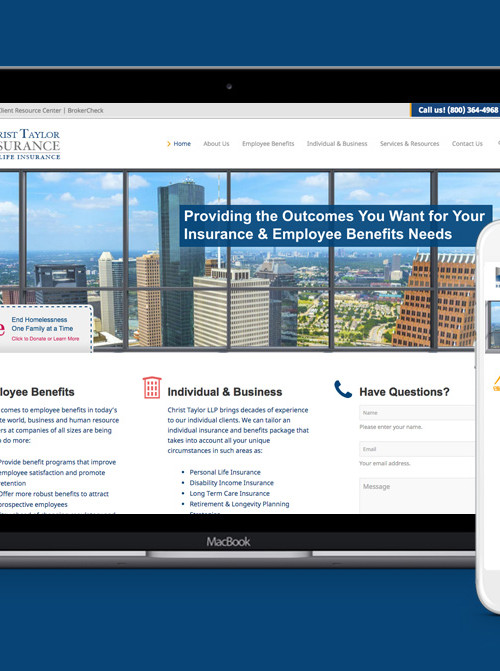 Client Resource Center | BrokerCheck
Call us! (800) 364-4968
RIST TAYLOR
SURANCE
LIFE INSURANCE
Home About Us Employee Benefits Individual & Business Services & Resources Contact Us
Providing the Outcomes You Want for Your
Insurance & Employee Benefits Needs
e
End Homelessness
One Family at a Time
Click to Donate or Learn More
loyee Benefits
comes to employee benefits in today's
te world, business and human resource
ers at companies of all sizes are being
do more:
Provide benefit programs that improve
employee satisfaction and promote
retention
Offer more robust benefits to attract
prospective employees
Individual & Business
Christ Taylor LLP brings decades of experience
to our individual clients. We can tailor an
individual insurance and benefits package that
takes into account all your unique
circumstances in such areas as:
Personal Life Insurance
Disability Income Insurance
Long Term Care Insurance
Retirement & Longevity Planning
Have Questions?
Name
Please enter your name.
Email
Your email address.
Message
MacBook